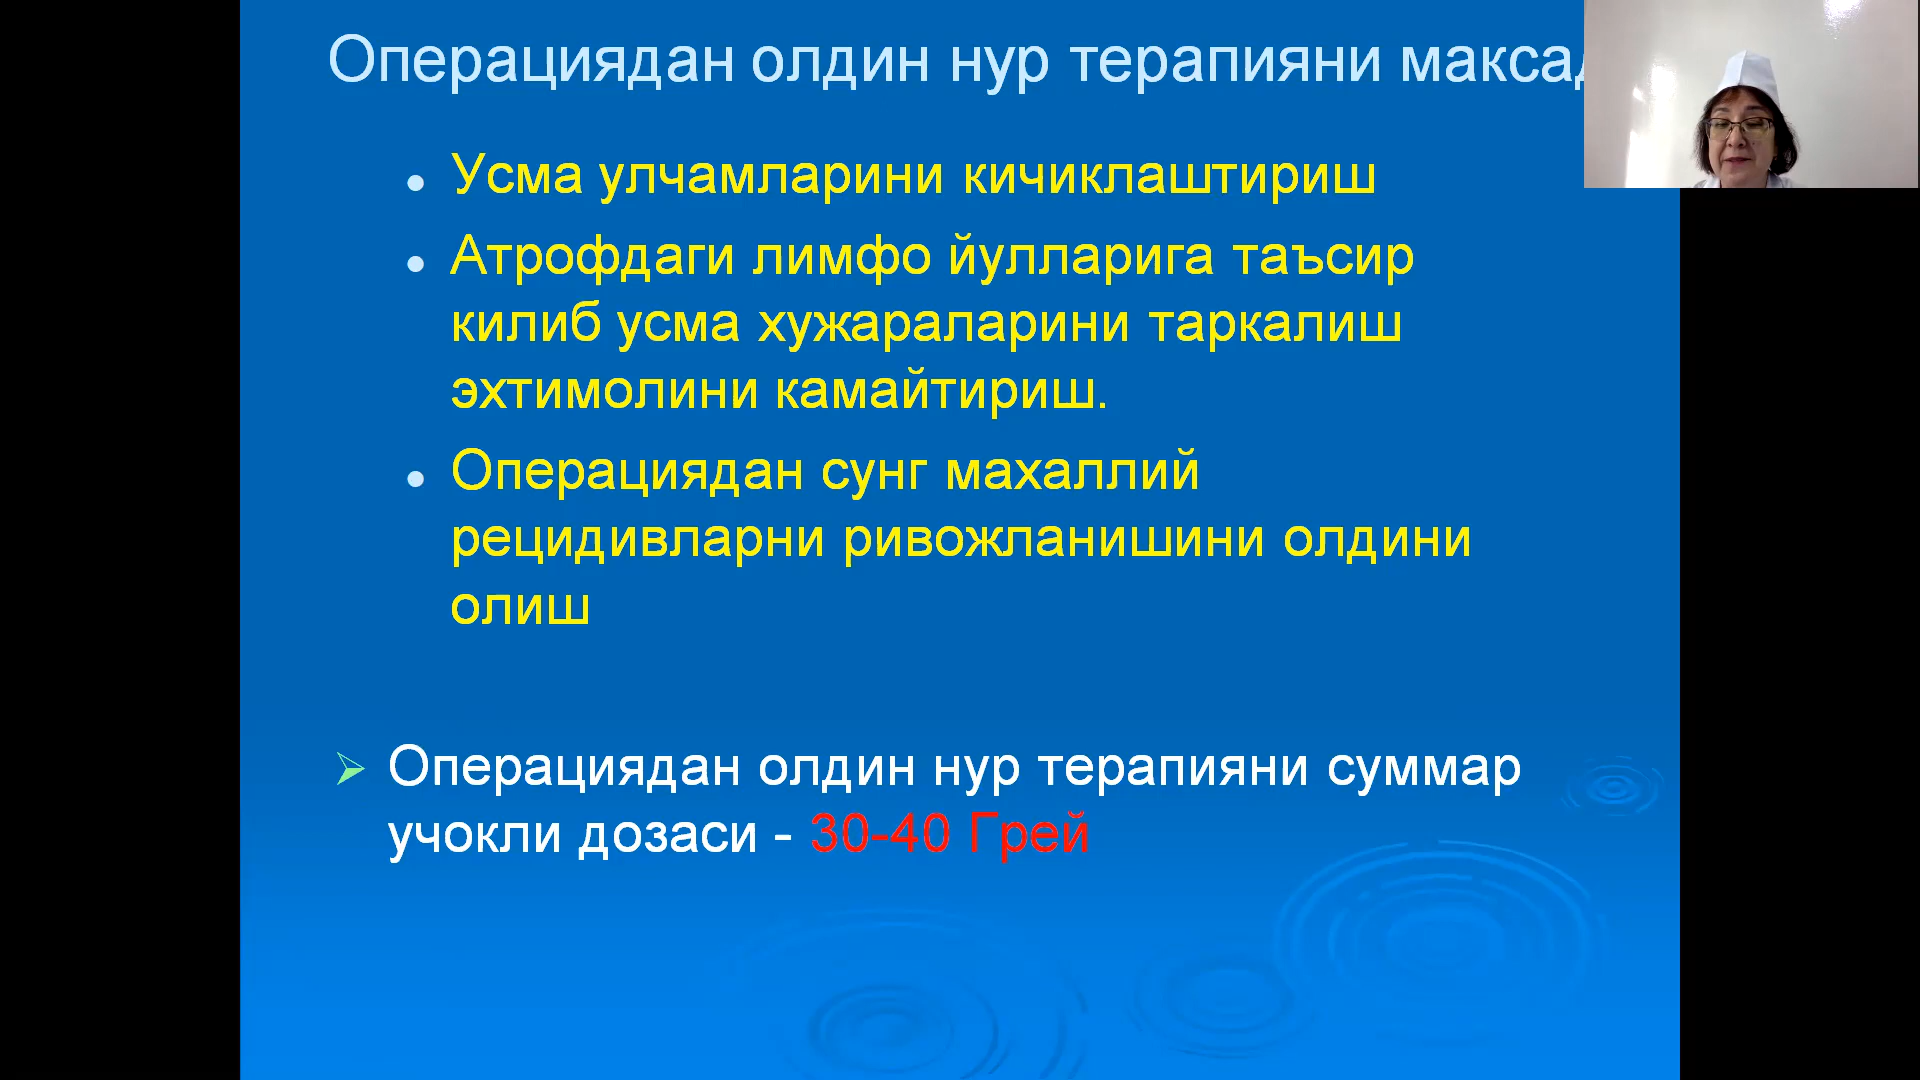 Операциядан олдин нур терапияни
Усма улчамларини кичиклаштириш
Атрофдаги лимфо йулларига таъсир
килиб усма хужараларини таркалиш
эхтимолини камайтириш.
Операциядан сунг махаллий
рецидивларни ривожланишини олдини
олиш
Операциядан олдин нур терапияни суммар
учокли дозаси - 30-40 Грей